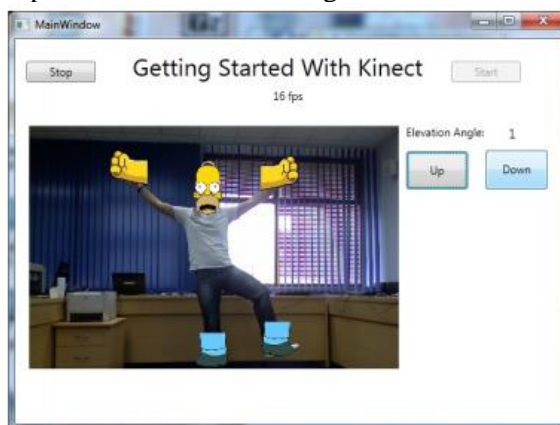 MainWindow
Stop
Getting Started With Kinect
Start
16 fps
Elevation Angle: 1
Up
Down